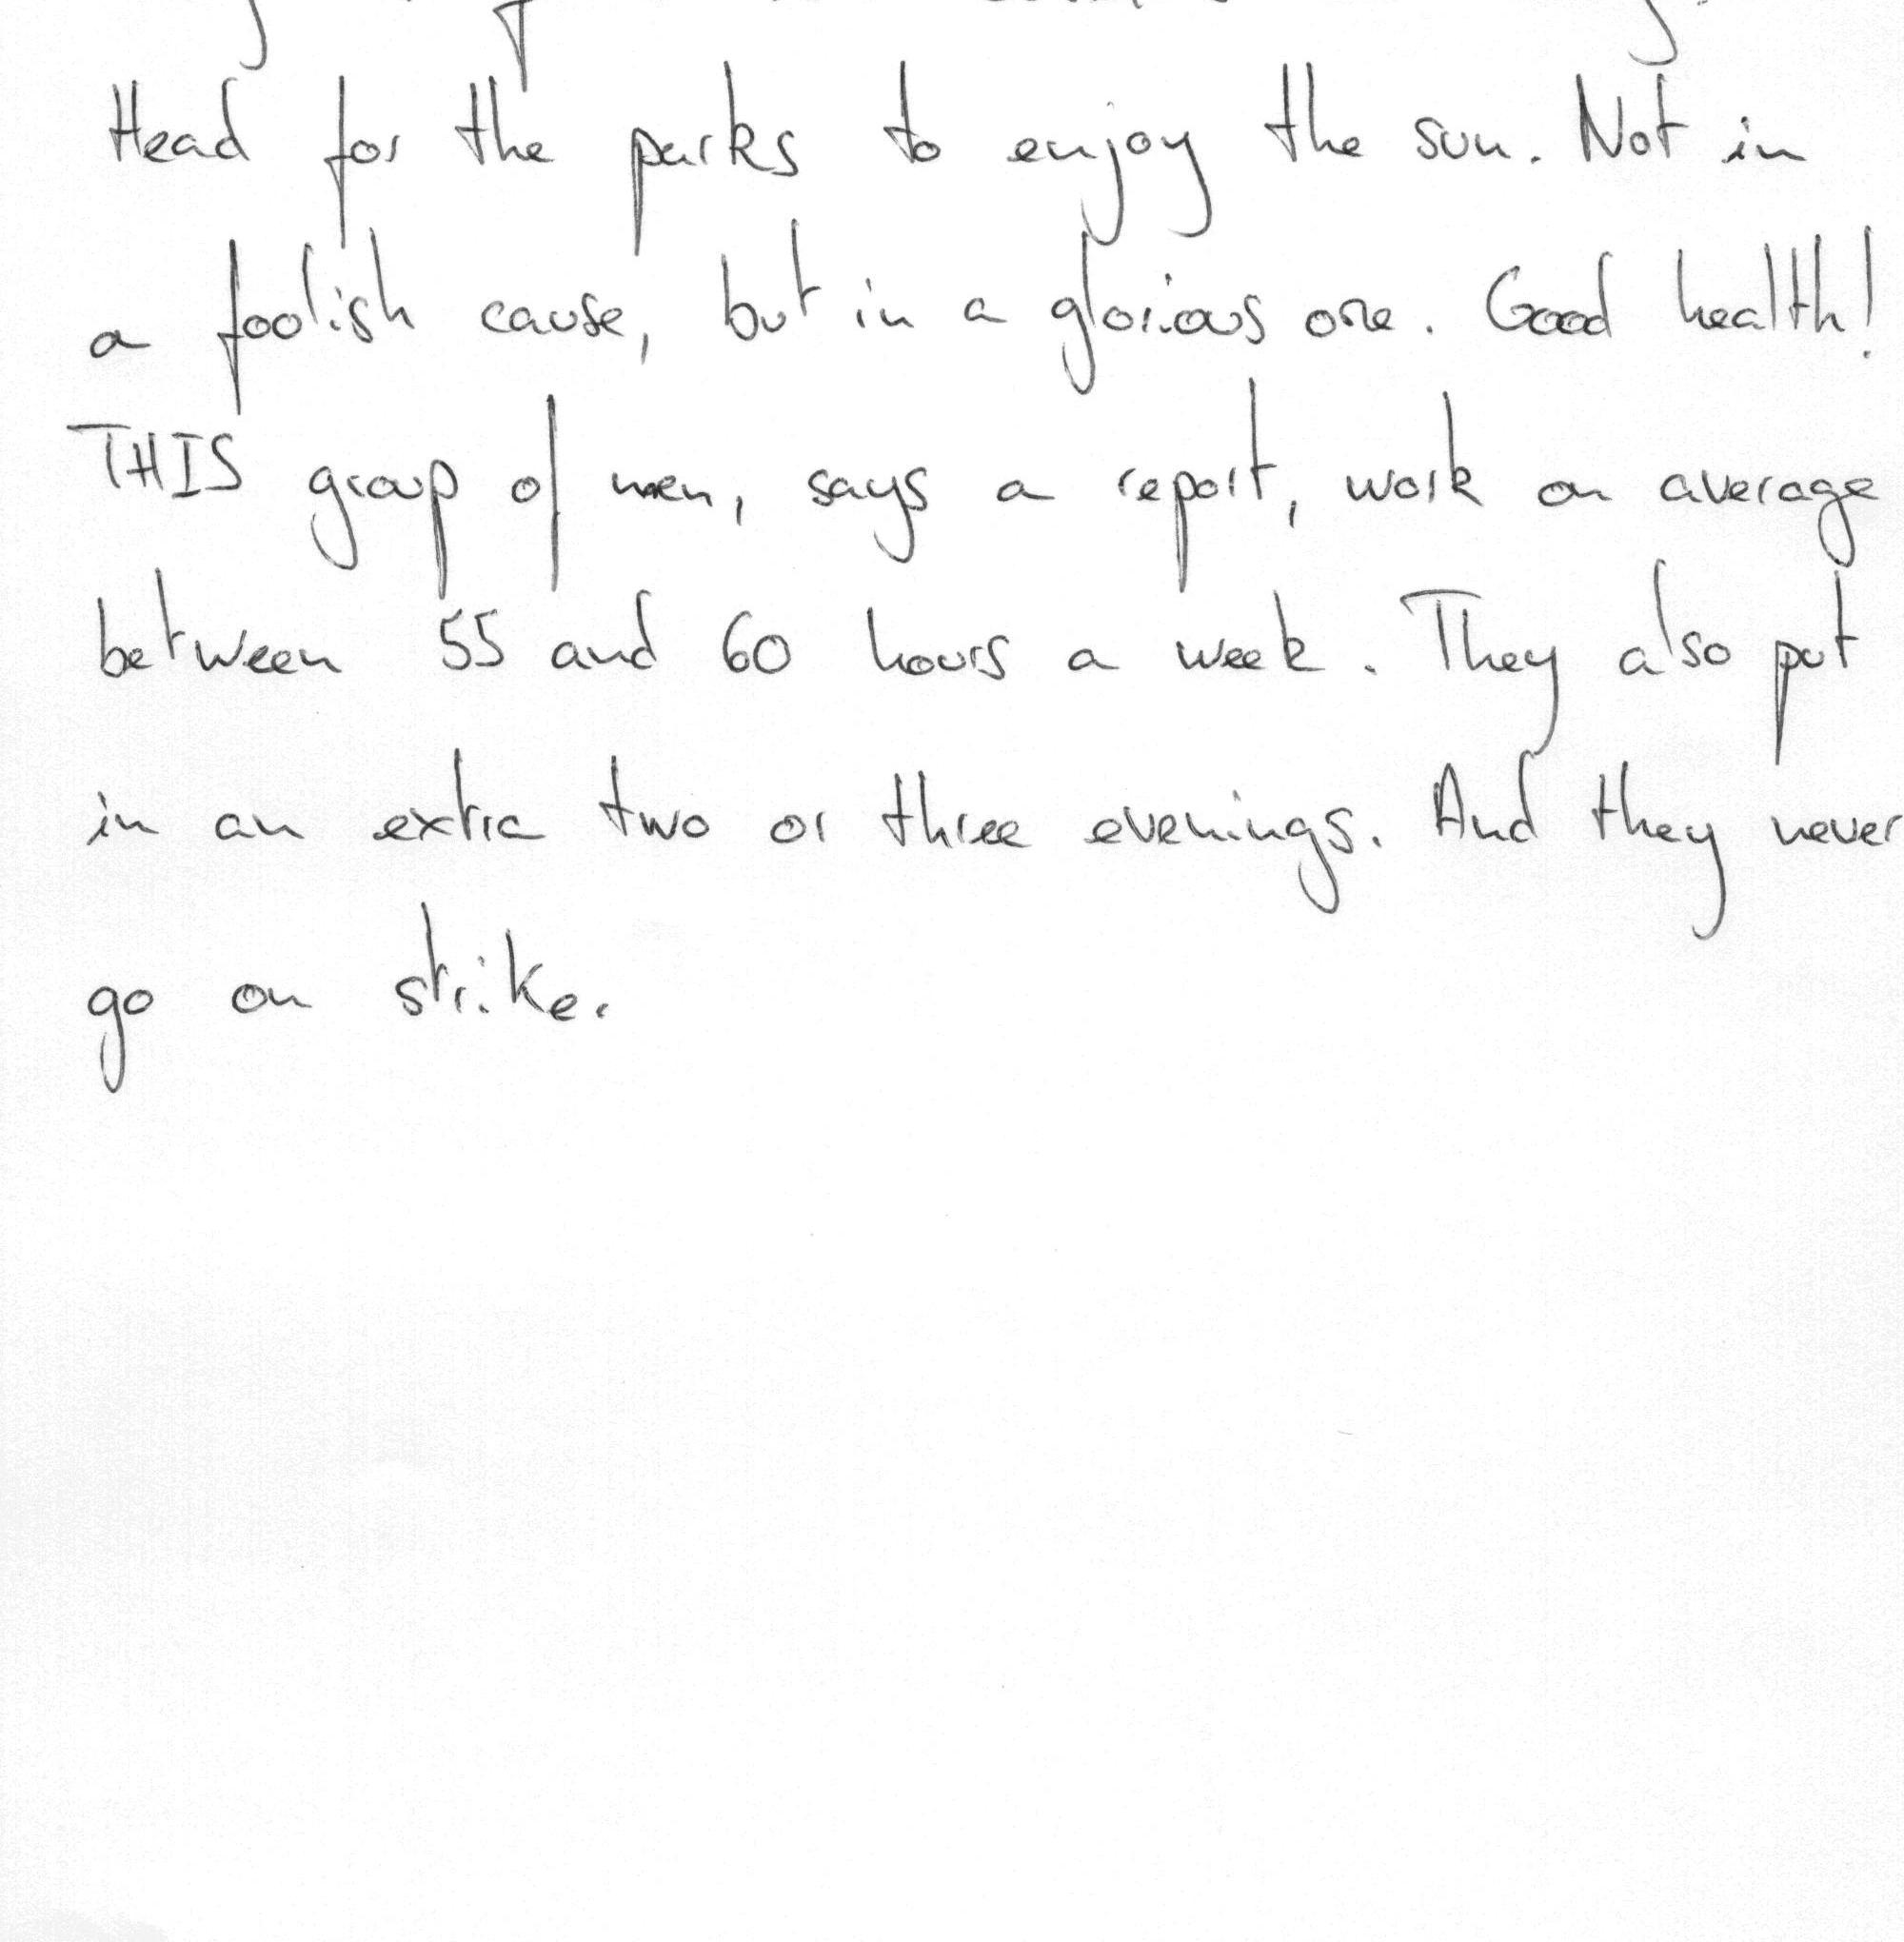 Head for the parks to enjoy the sun. Not in
a foolish cause, but in a glorious one. Good health!
THIS group of men, says a report, work on average
between 55 and 60 hours a week. They also put
in an extra two or three evenings. And they never
go on strike.